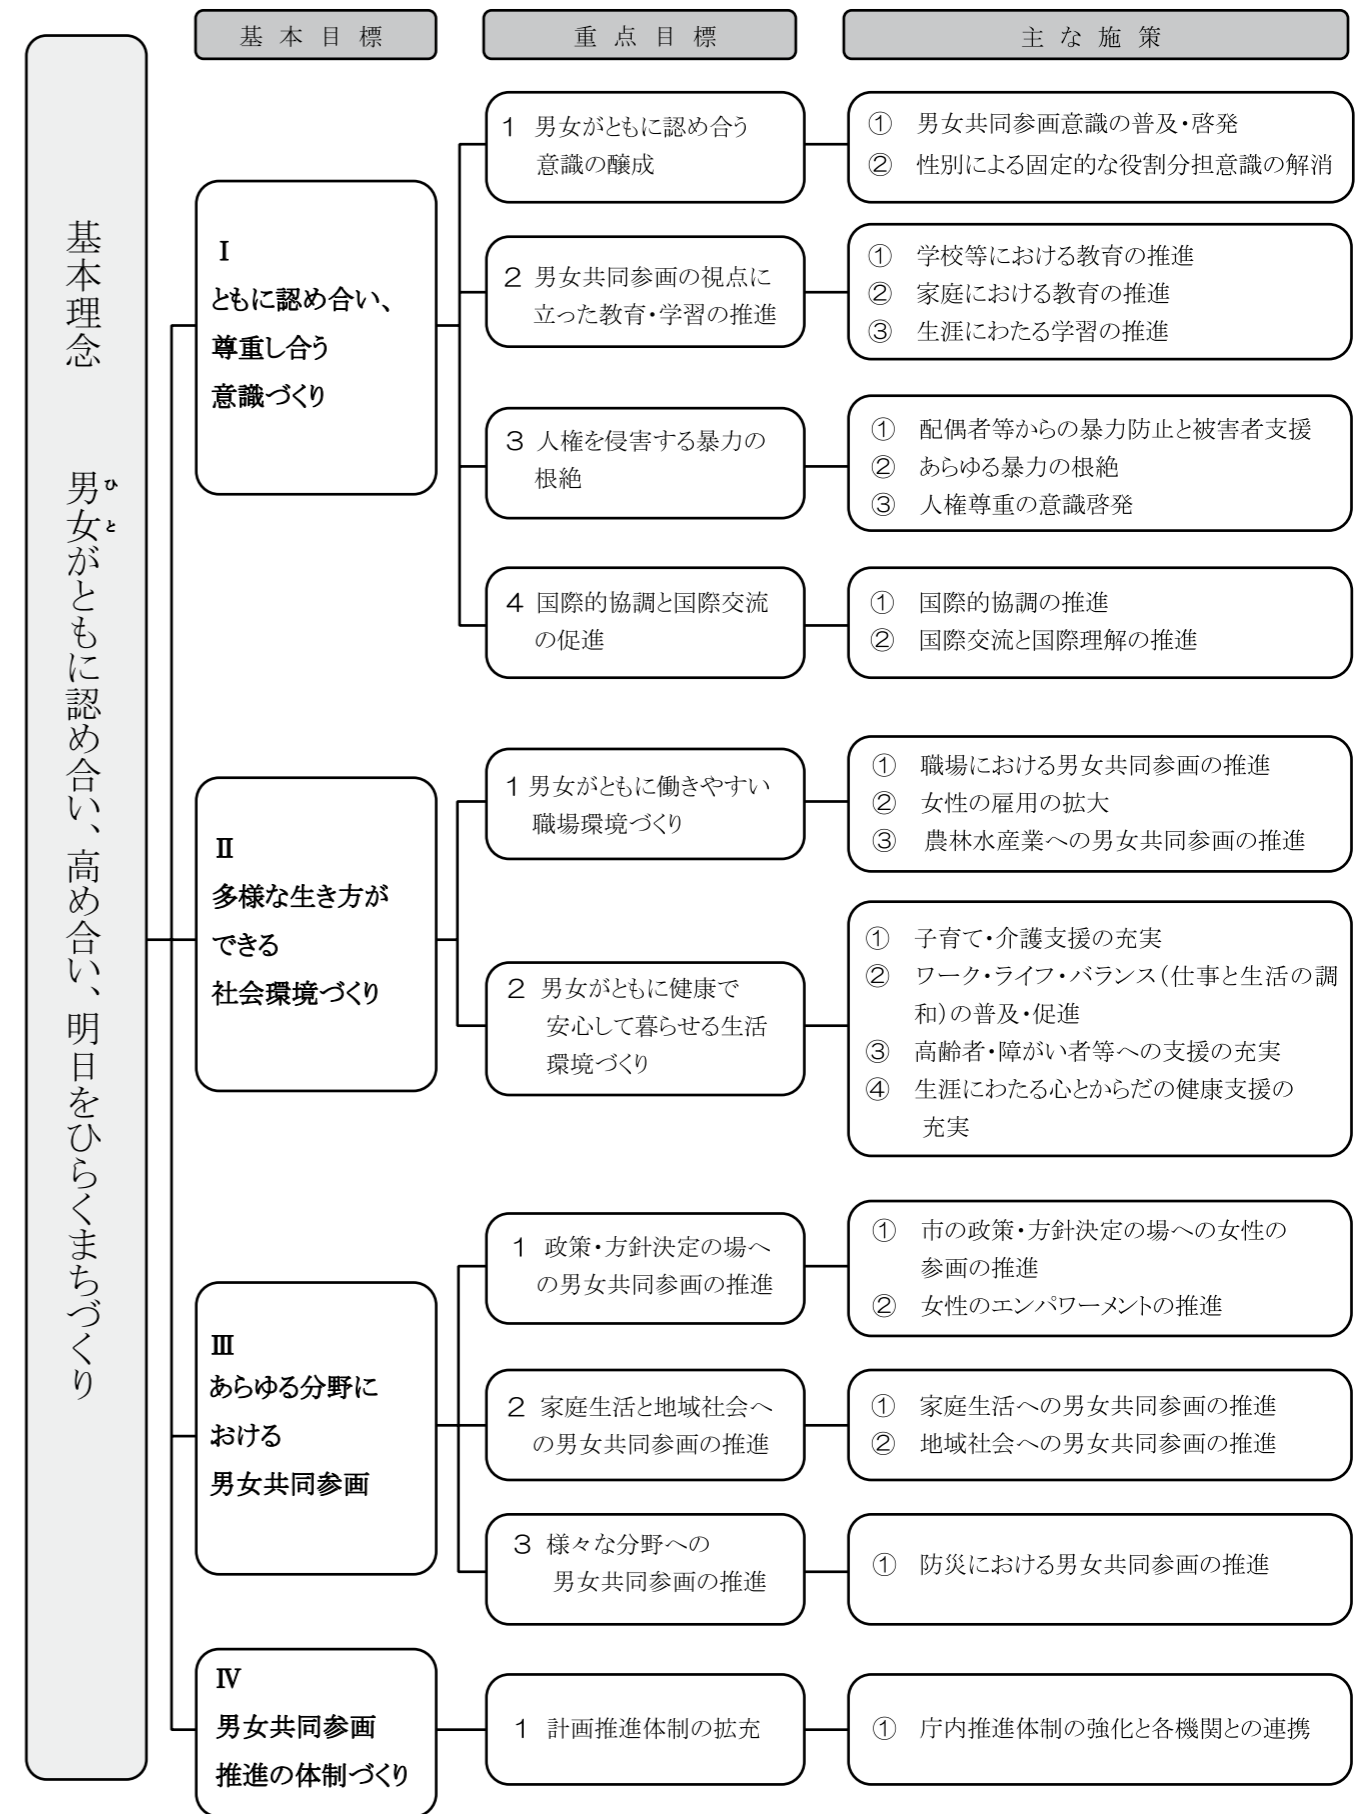 基本目標
重点目標
主な施策
基本理念　男女がともに認め合い、高め合い、明日をひらくまちづくり
ひと
Ⅰ
ともに認め合い、
尊重し合う
意識づくり
1 男女がともに認め合う
意識の醸成
① 男女共同参画意識の普及・啓発
② 性別による固定的な役割分担意識の解消
2 男女共同参画の視点に
立った教育・学習の推進
① 学校等における教育の推進
② 家庭における教育の推進
③ 生涯にわたる学習の推進
3 人権を侵害する暴力の
根絶
① 配偶者等からの暴力防止と被害者支援
② あらゆる暴力の根絶
③ 人権尊重の意識啓発
4 国際的協調と国際交流
の促進
① 国際的協調の推進
② 国際交流と国際理解の推進
Ⅱ
多様な生き方が
できる
社会環境づくり
1 男女がともに働きやすい
職場環境づくり
① 職場における男女共同参画の推進
② 女性の雇用の拡大
③ 農林水産業への男女共同参画の推進
2 男女がともに健康で
安心して暮らせる生活
環境づくり
① 子育て・介護支援の充実
② ワーク・ライフ・バランス（仕事と生活の調
和）の普及・促進
③ 高齢者・障がい者等への支援の充実
④ 生涯にわたる心とからだの健康支援の
充実
Ⅲ
あらゆる分野に
おける
男女共同参画
1 政策・方針決定の場へ
の男女共同参画の推進
① 市の政策・方針決定の場への女性の
参画の推進
② 女性のエンパワーメントの推進
2 家庭生活と地域社会へ
の男女共同参画の推進
① 家庭生活への男女共同参画の推進
② 地域社会への男女共同参画の推進
3 様々な分野への
男女共同参画の推進
① 防災における男女共同参画の推進
Ⅳ
男女共同参画
推進の体制づくり
1 計画推進体制の拡充
① 庁内推進体制の強化と各機関との連携